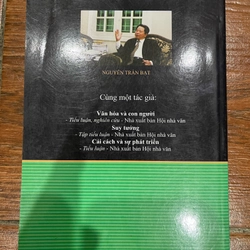 NGUYỄN TRẦN BẠT
Cùng một tác giả:
Văn hóa và con người
- Tiểu luận, nghiên cứu - Nhà xuất bản Hội nhà văn
Suy tưởng
- Tập tiểu luận - Nhà xuất bản Hội nhà văn
Cải cách và sự phát triển
- Tiểu luận - Nhà xuất bản Hội nhà văn